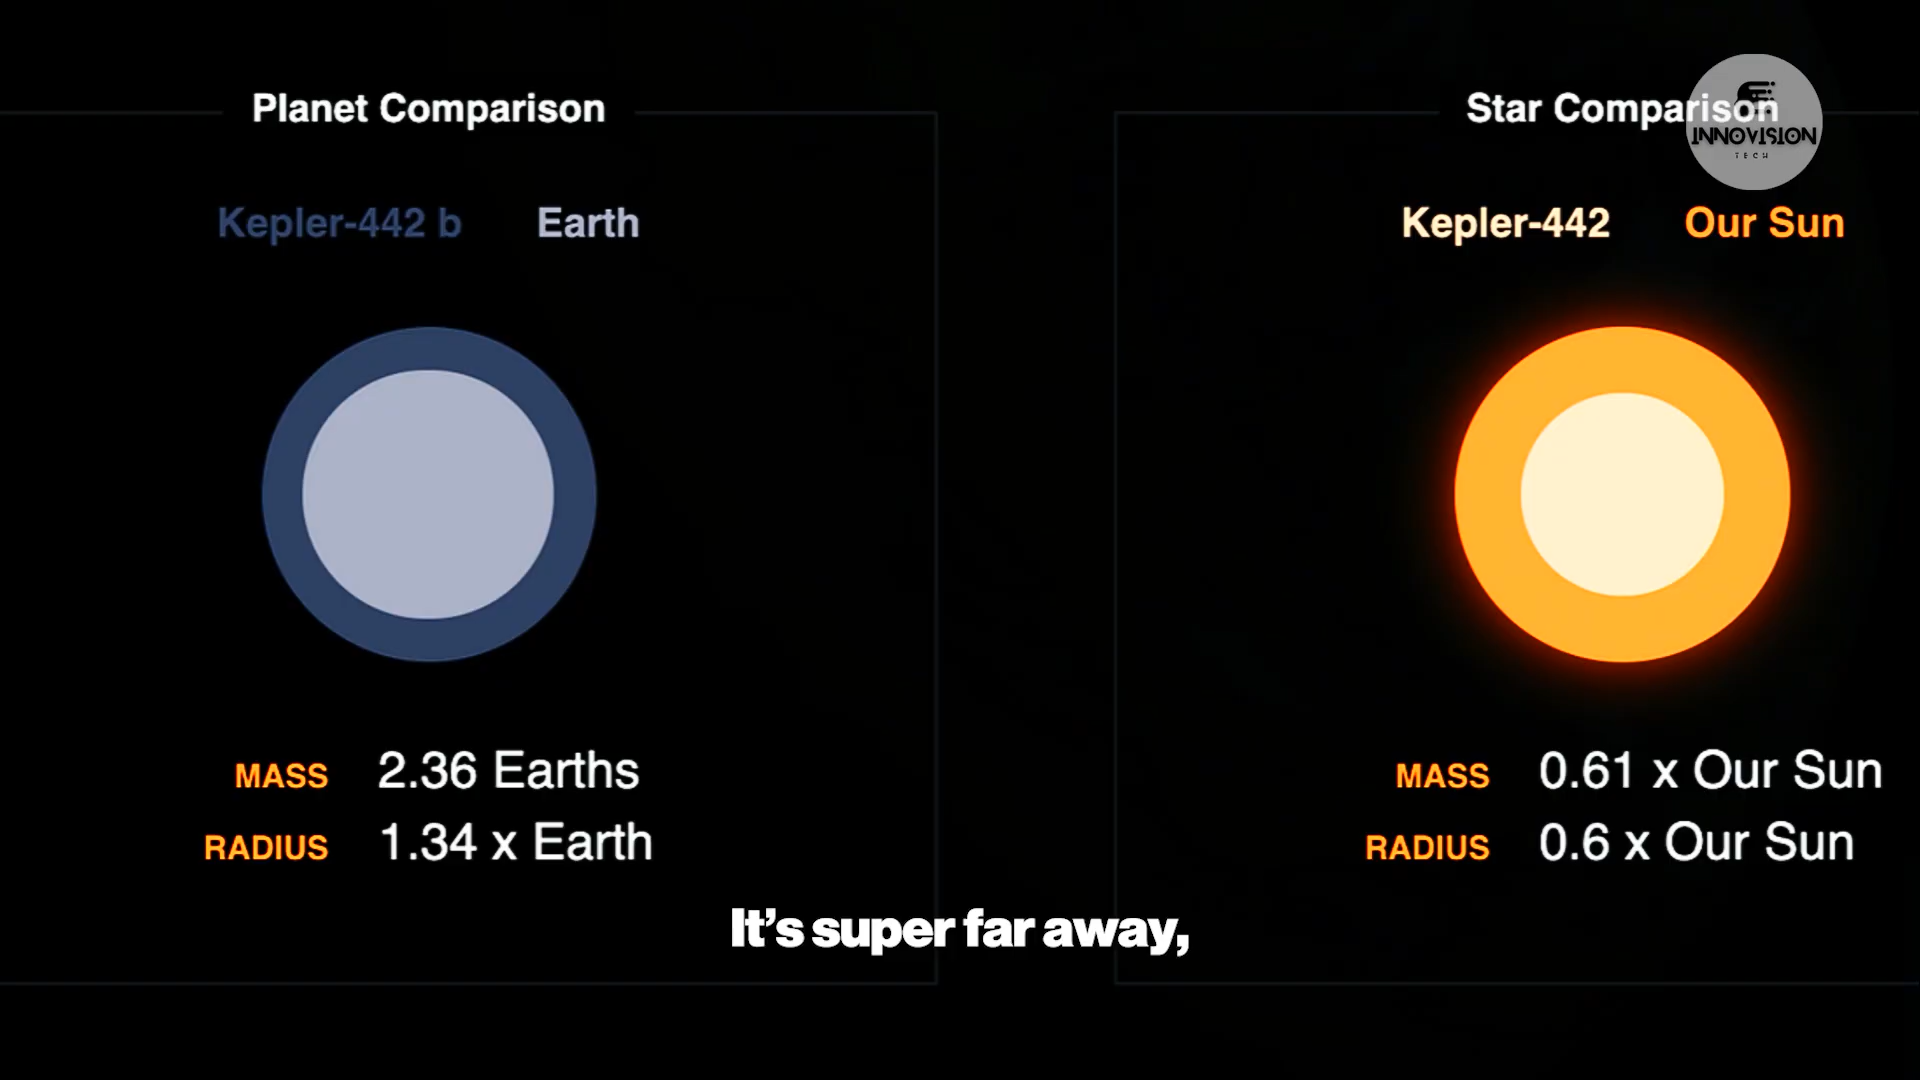 Planet Comparison
Kepler-442 b Earth
MASS 2.36 Earths
RADIUS 1.34 x Earth
Star Comparison
INNOVISION
TECH
Kepler-442 Our Sun
MASS 0.61 x Our Sun
RADIUS 0.6 x Our Sun
It's super far away,